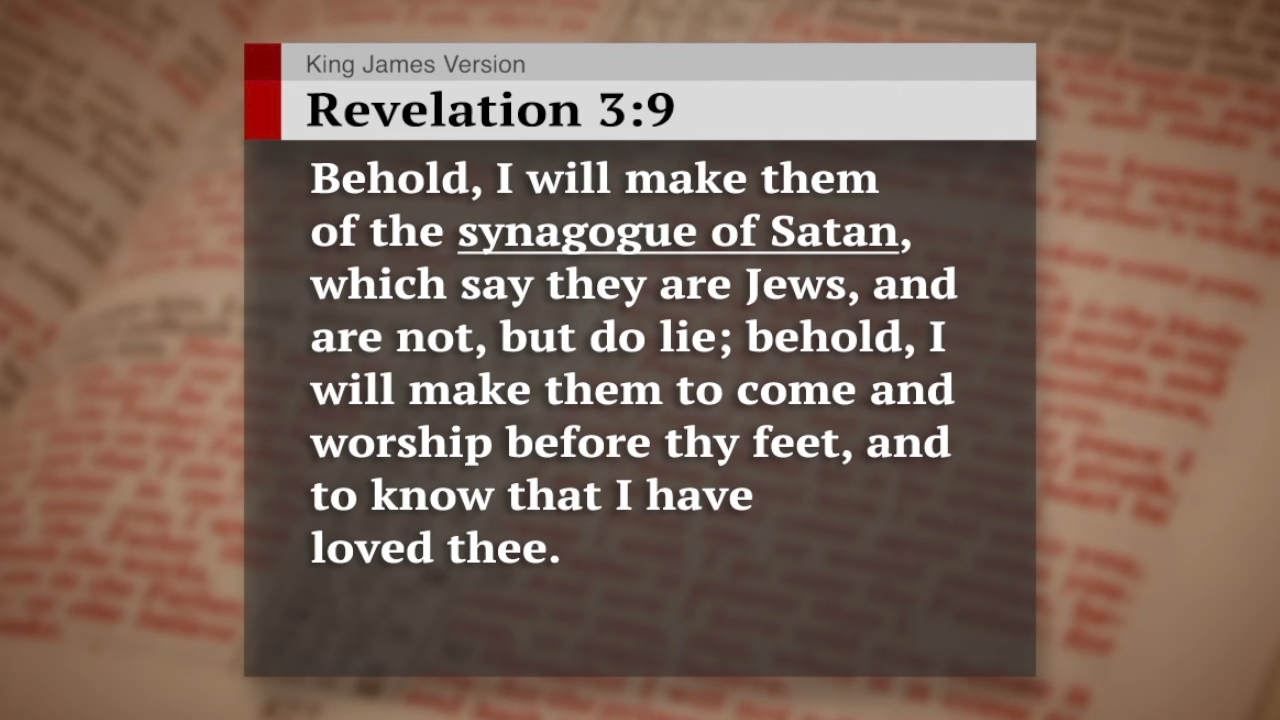 King James Version
Revelation 3:9
Behold, I will make them
of the synagogue of Satan,
which say they are Jews, and
are not, but do lie; behold, I
will make them to come and
worship before thy feet, and
to know that I have
loved thee.